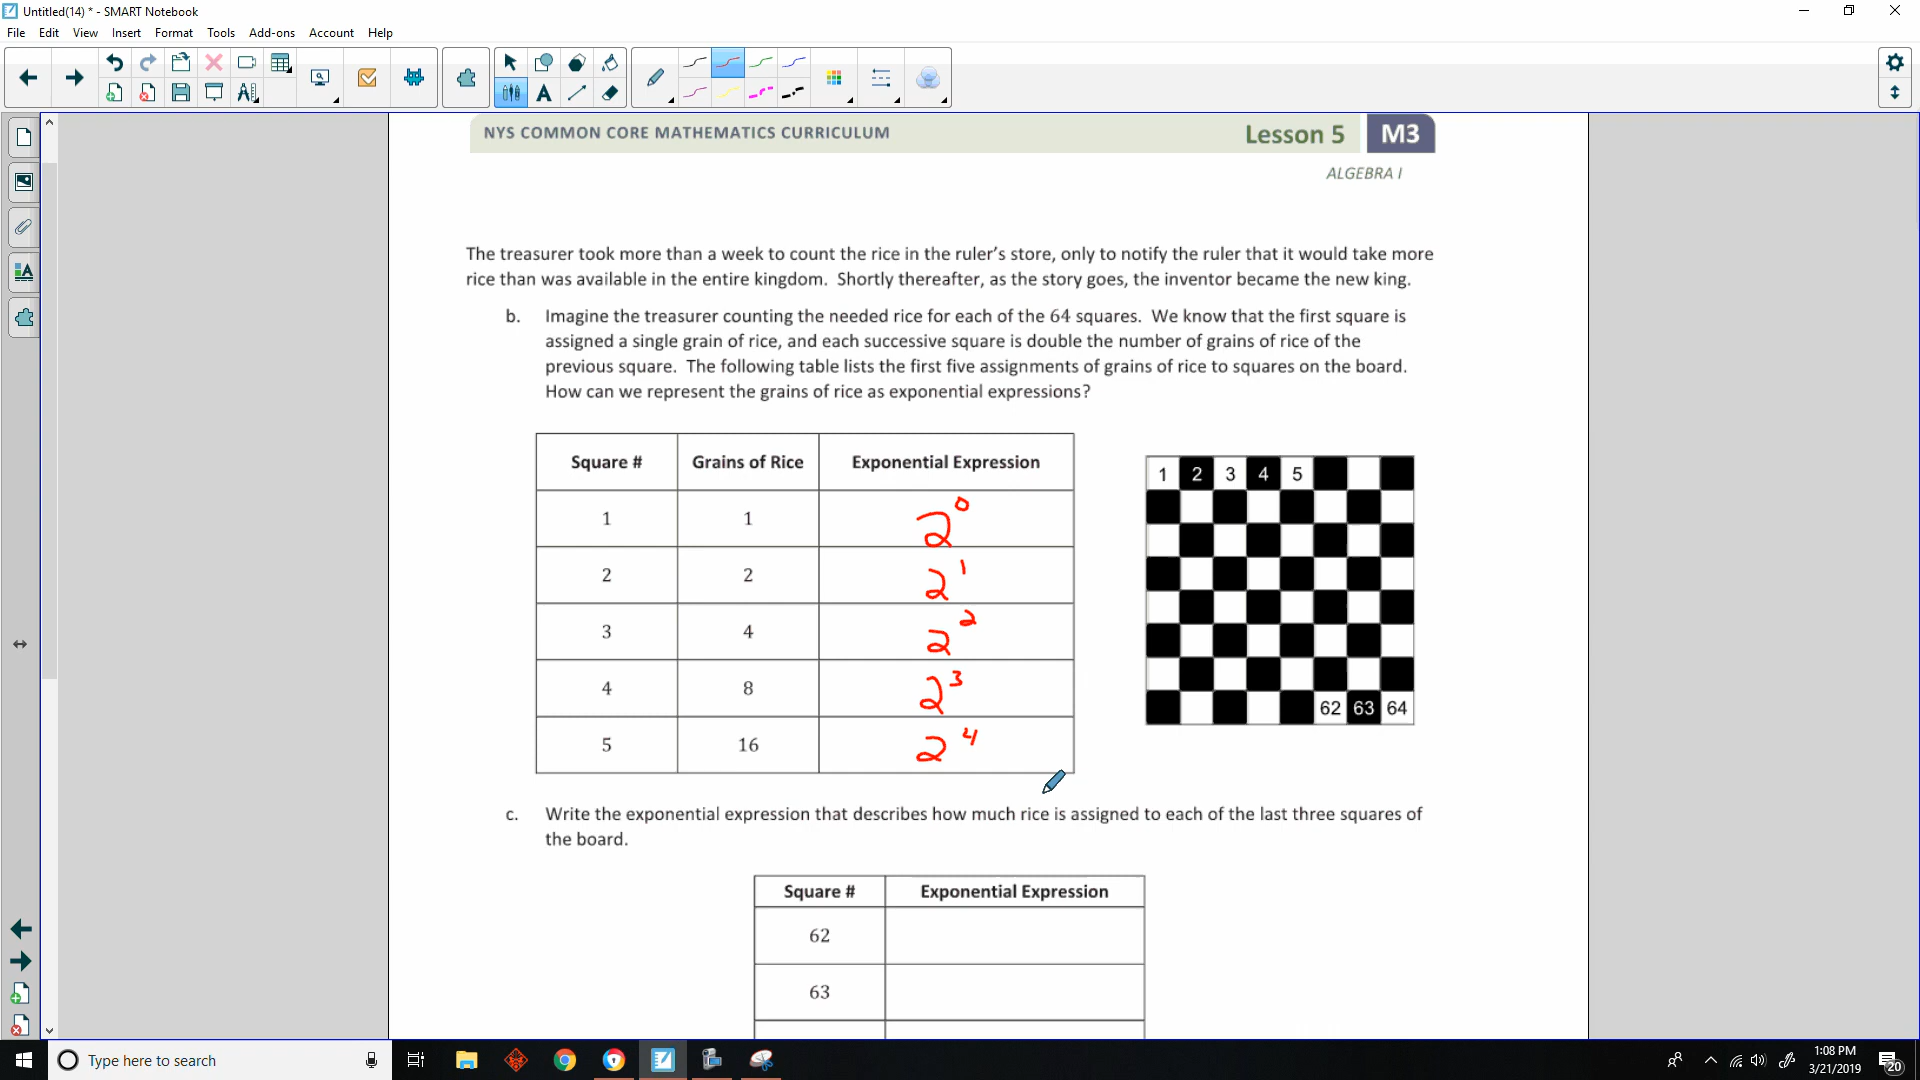 Untitled(14) * - SMART Notebook
File Edit View Insert Format Tools Add-ons Account Help
NYS COMMON CORE MATHEMATICS CURRICULUM Lesson 5 M3
ALGEBRA I
The treasurer took more than a week to count the rice in the ruler's store, only to notify the ruler that it would take more
rice than was available in the entire kingdom. Shortly thereafter, as the story goes, the inventor became the new king.
b. Imagine the treasurer counting the needed rice for each of the 64 squares. We know that the first square is
assigned a single grain of rice, and each successive square is double the number of grains of rice of the
previous square. The following table lists the first five assignments of grains of rice to squares on the board.
How can we represent the grains of rice as exponential expressions?
Square # Grains of Rice Exponential Expression
1 1 2⁰
2 2 2¹
3 4 2²
4 8 2³
5 16 2⁴
1 2 3 4 5
62 63 64
c. Write the exponential expression that describes how much rice is assigned to each of the last three squares of
the board.
Square # Exponential Expression
62
63
Type here to search
1:08 PM
3/21/2019
20